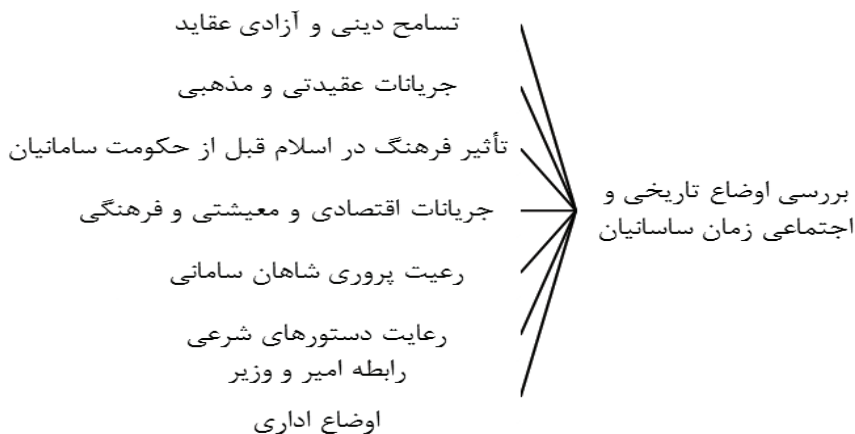 بررسی اوضاع تاریخی و
اجتماعی زمان ساسانیان
تسامح دینی و آزادی عقاید
جریانات عقیدتی و مذهبی
تأثیر فرهنگ در اسلام قبل از حکومت سامانیان
جریانات اقتصادی و معیشتی و فرهنگی
رعیت پروری شاهان سامانی
رعایت دستورهای شرعی
رابطه امیر و وزیر
اوضاع اداری